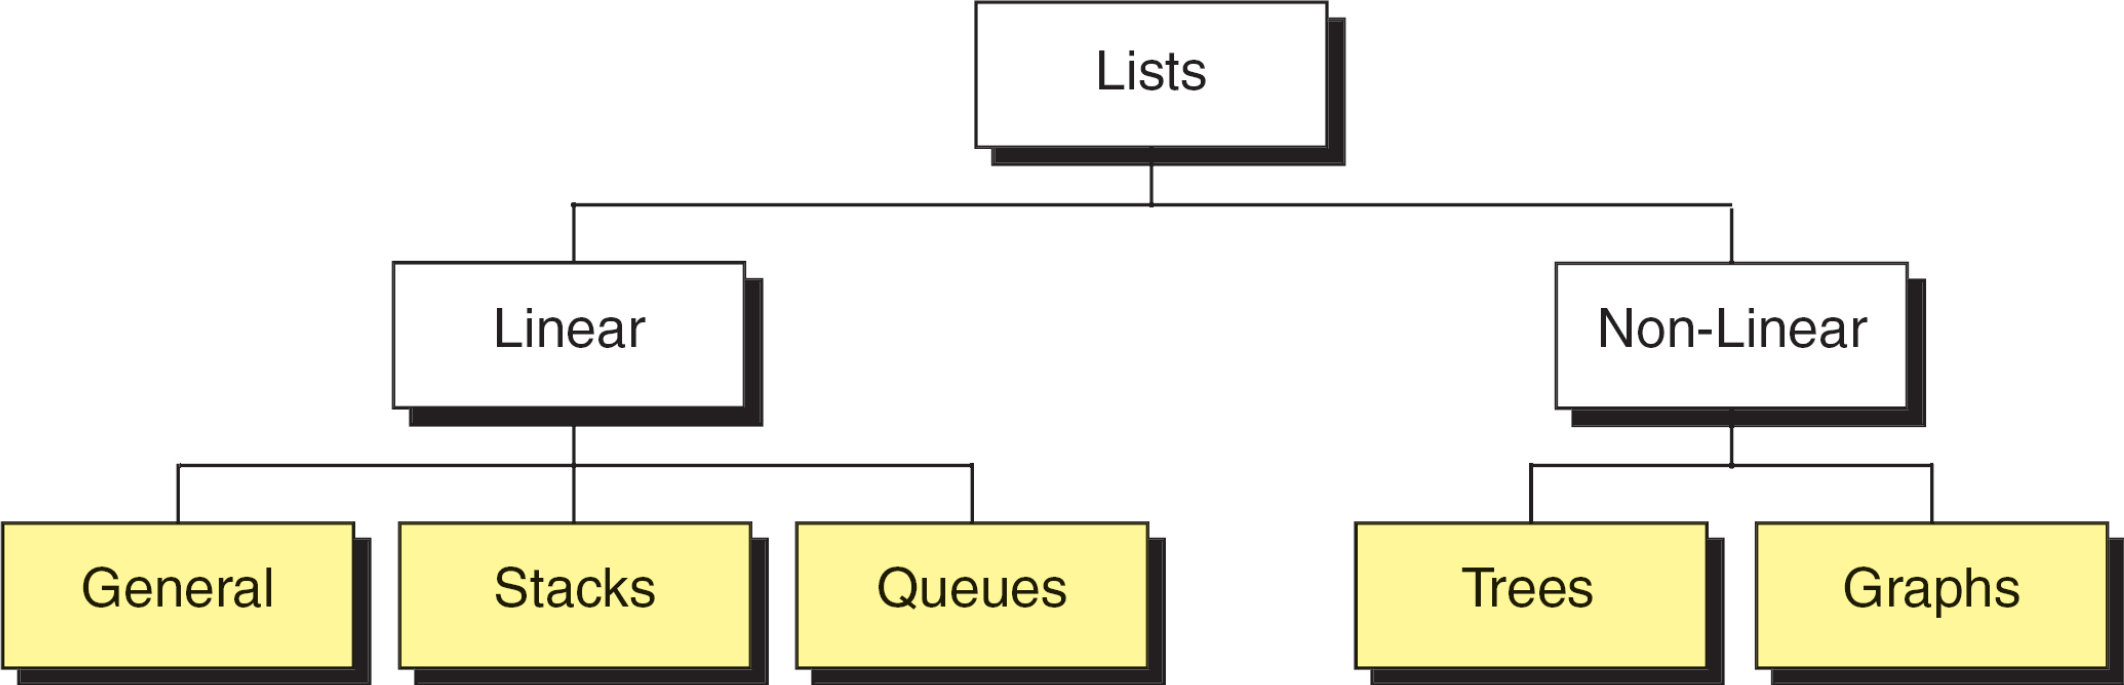 Lists
Linear
Non-Linear
General
Stacks
Queues
Trees
Graphs